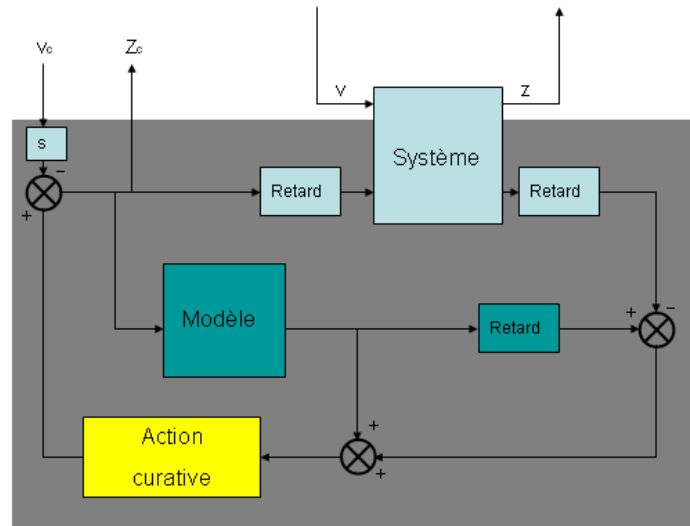 Vc
Zc
v
z
s
−
+
Système
Retard
Retard
Modèle
Retard
−
+
Action
curative
+
+